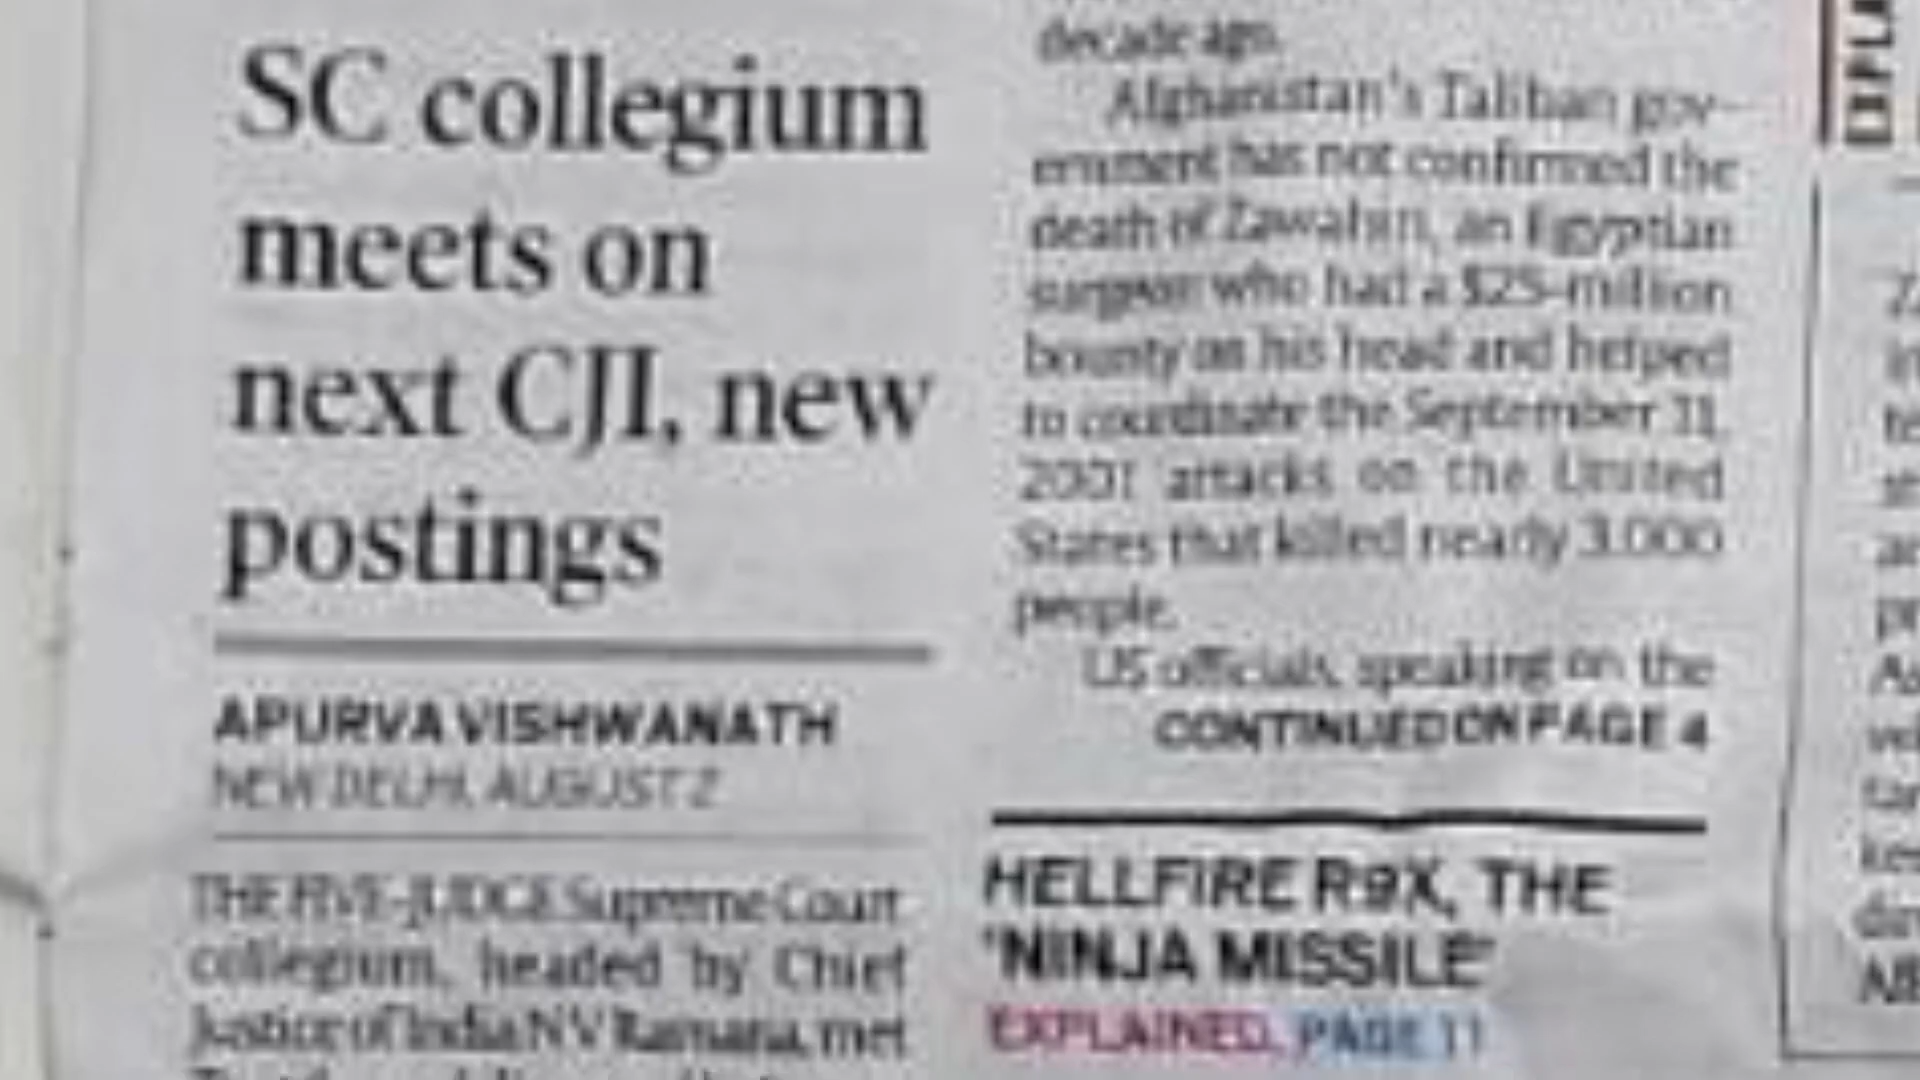 SC collegium
meets on
next CJI, new
postings
APURVA VISHWANATH
NEW DELHI, AUGUST 2
THE FIVE-JUDGE Supreme Court
collegium, headed by Chief
Justice of India N V Ramana, met
decade ago.
Afghanistan's Taliban gov-
ernment has not confirmed the
death of Zawahiri, an Egyptian
surgeon who had a $25-million
bounty on his head and helped
to coordinate the September 11,
2001 attacks on the United
States that killed nearly 3,000
people.
US officials, speaking on the
CONTINUED ON PAGE 4
HELLFIRE R9X, THE
'NINJA MISSILE'
EXPLAINED, PAGE 11